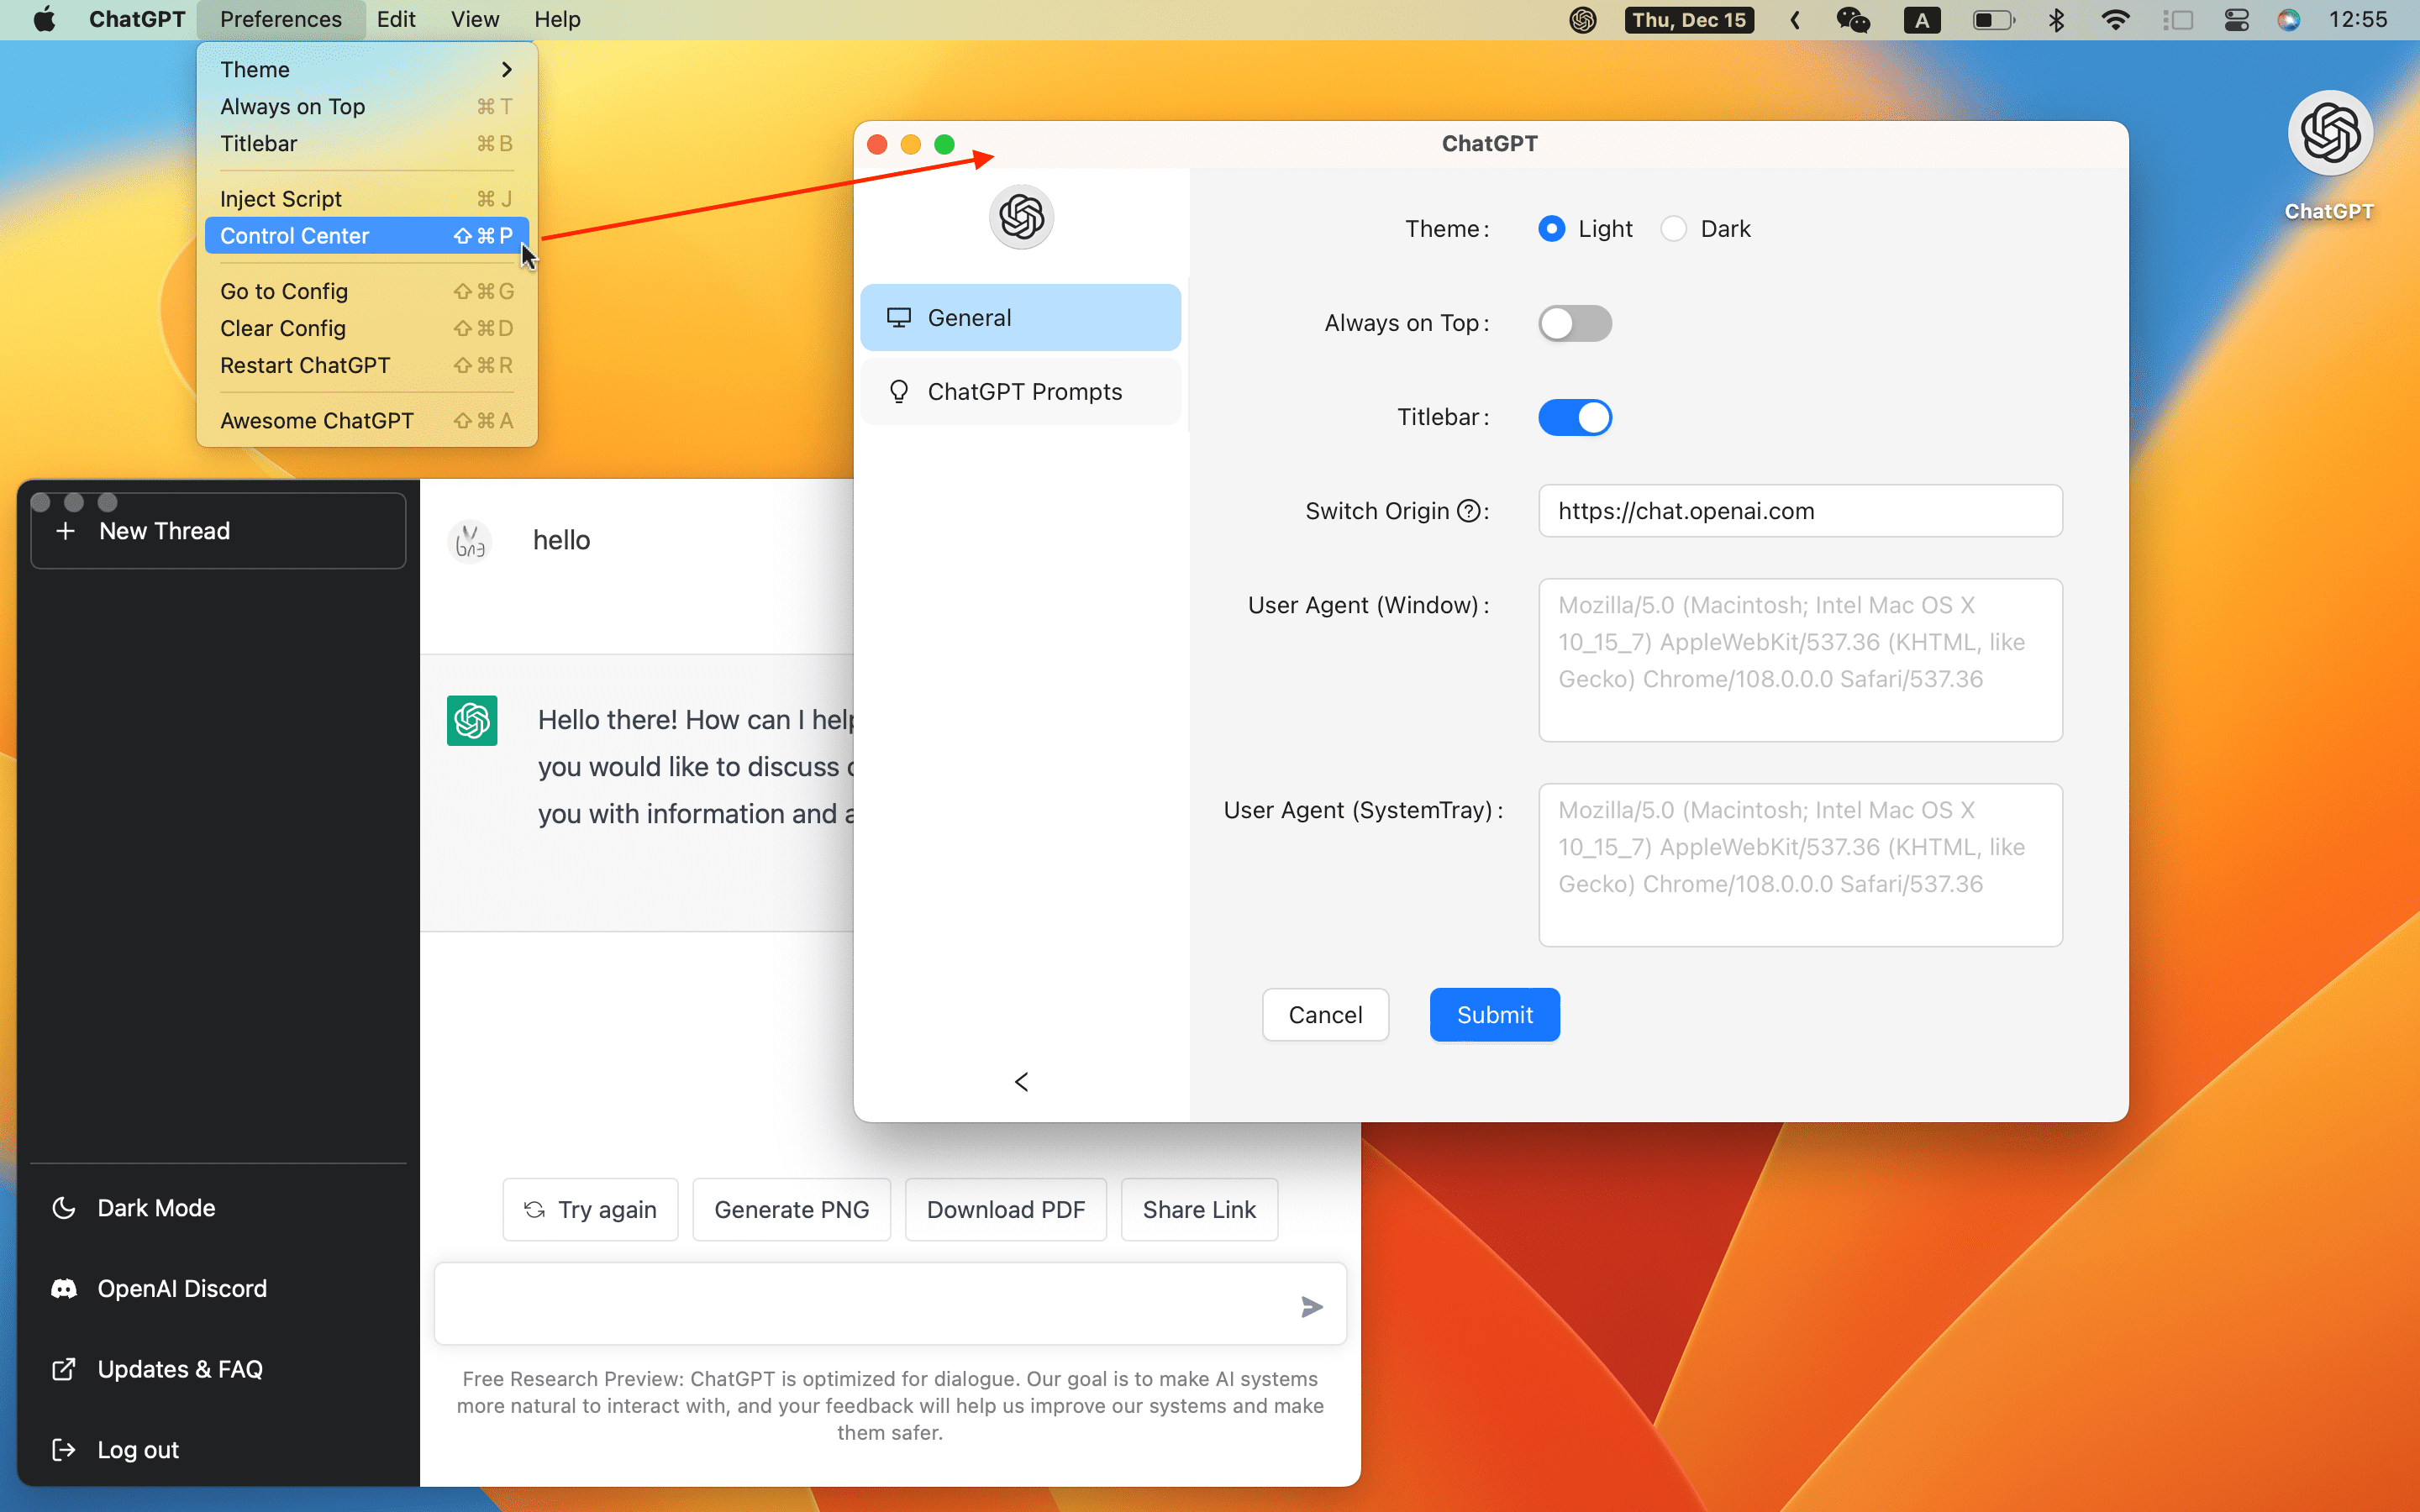 ChatGPT Preferences Edit View Help
Thu, Dec 15 A 12:55
Theme
Always on Top ⌘ T
Titlebar ⌘ B
Inject Script ⌘ J
Control Center ⇧ ⌘ P
Go to Config ⇧ ⌘ G
Clear Config ⇧ ⌘ D
Restart ChatGPT ⇧ ⌘ R
Awesome ChatGPT ⇧ ⌘ A
ChatGPT
ChatGPT
General
ChatGPT Prompts
Theme: Light Dark
Always on Top:
Titlebar:
Switch Origin ?: https://chat.openai.com
User Agent (Window): Mozilla/5.0 (Macintosh; Intel Mac OS X
10_15_7) AppleWebKit/537.36 (KHTML, like
Gecko) Chrome/108.0.0.0 Safari/537.36
User Agent (SystemTray): Mozilla/5.0 (Macintosh; Intel Mac OS X
10_15_7) AppleWebKit/537.36 (KHTML, like
Gecko) Chrome/108.0.0.0 Safari/537.36
Cancel Submit
+ New Thread
Dark Mode
OpenAI Discord
Updates & FAQ
Log out
hello
Hello there! How can I help
you would like to discuss
you with information and
Try again Generate PNG Download PDF Share Link
Free Research Preview: ChatGPT is optimized for dialogue. Our goal is to make AI systems
more natural to interact with, and your feedback will help us improve our systems and make
them safer.